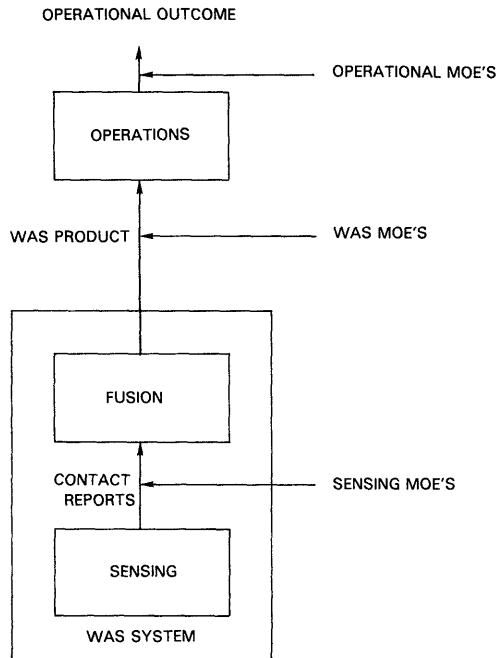 OPERATIONAL OUTCOME
OPERATIONAL MOE'S
OPERATIONS
WAS PRODUCT
WAS MOE'S
FUSION
CONTACT
REPORTS
SENSING MOE'S
SENSING
WAS SYSTEM